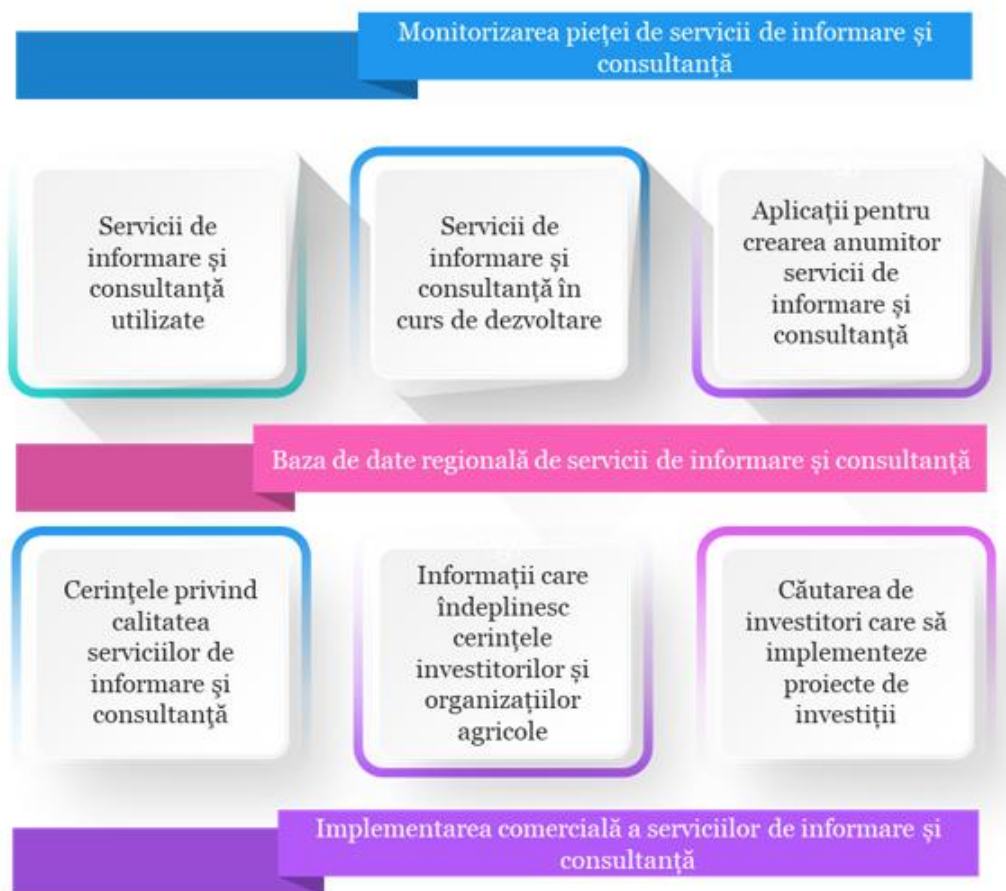 Monitorizarea pieței de servicii de informare și
consultanță
Servicii de
informare și
consultanță
utilizate
Servicii de
informare și
consultanță în
curs de dezvoltare
Aplicații pentru
crearea anumitor
servicii de
informare și
consultanță
Baza de date regională de servicii de informare și consultanță
Cerințele privind
calitatea
serviciilor de
informare şi
consultanţă
Informații care
îndeplinesc
cerințele
investitorilor și
organizațiilor
agricole
Căutarea de
investitori care să
implementeze
proiecte de
investiții
Implementarea comercială a serviciilor de informare și
consultanță